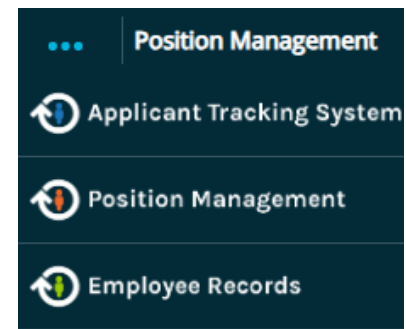 Position Management
Applicant Tracking System
Position Management
Employee Records